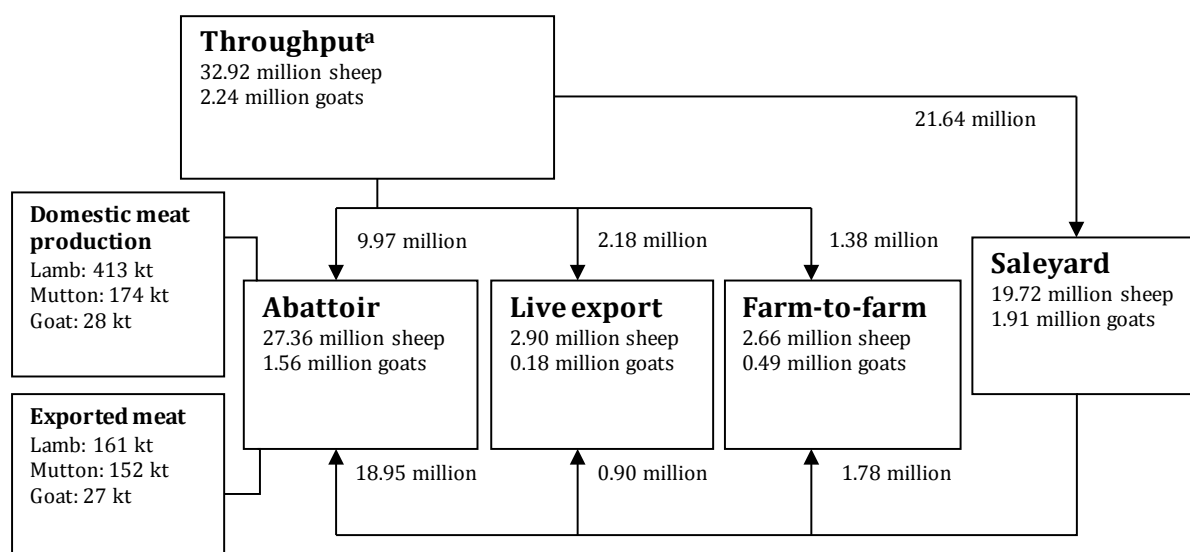 Throughputᵃ
32.92 million sheep
2.24 million goats
21.64 million
Domestic meat
production
Lamb: 413 kt
Mutton: 174 kt
Goat: 28 kt
9.97 million
2.18 million
1.38 million
Saleyard
19.72 million sheep
1.91 million goats
Abattoir
27.36 million sheep
1.56 million goats
Live export
2.90 million sheep
0.18 million goats
Farm-to-farm
2.66 million sheep
0.49 million goats
Exported meat
Lamb: 161 kt
Mutton: 152 kt
Goat: 27 kt
18.95 million
0.90 million
1.78 million